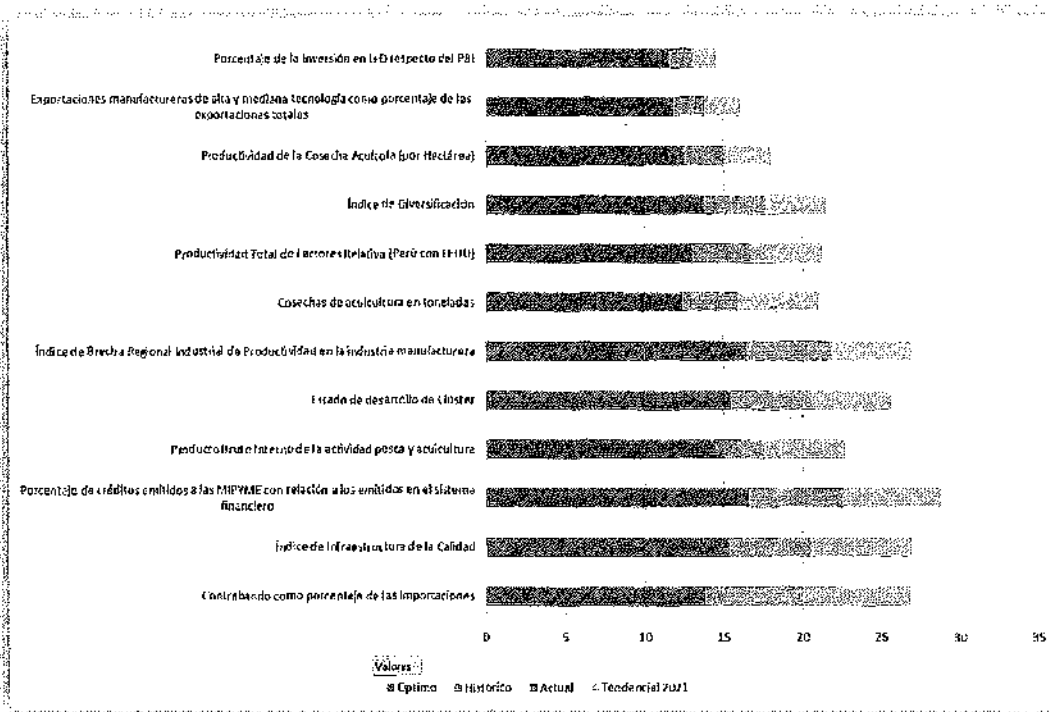 Porcentaje de la Inversión en I+D respecto del PBI
Exportaciones manufactureras de alta y mediana tecnología como porcentaje de las
exportaciones totales
Productividad de la Cosecha Acuícola (por Hectárea)
Índice de Diversificación
Productividad Total de Factores Relativa (Perú con EEUU)
Cosechas de acuicultura en toneladas
Índice de Brecha Regional Industrial de Productividad en la industria manufacturera
Estado de desarrollo de Clúster
Producto Bruto Interno de la actividad pesca y acuicultura
Porcentaje de créditos emitidos a las MIPYME con relación a los emitidos en el sistema
financiero
Índice de Infraestructura de la Calidad
Contrabando como porcentaje de las importaciones
0 5 10 15 20 25 30 35
Valores
Optimo Histórico Actual Tendencial 2021